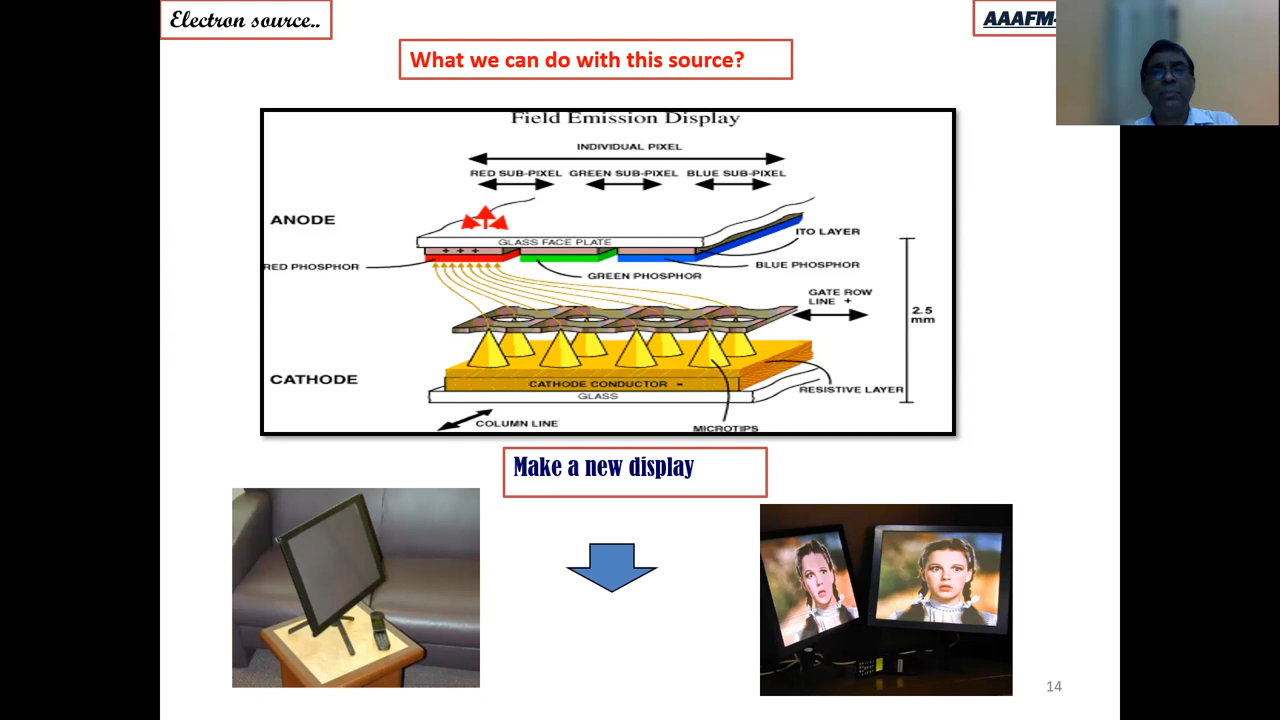 Electron source..
AAAFM-
What we can do with this source?
Field Emission Display
INDIVIDUAL PIXEL
RED SUB-PIXEL GREEN SUB-PIXEL BLUE SUB-PIXEL
ANODE
GLASS FACE PLATE
ITO LAYER
+ + +
RED PHOSPHOR
BLUE PHOSPHOR
GREEN PHOSPHOR
GATE ROW
LINE +
2.5
mm
CATHODE
CATHODE CONDUCTOR -
RESISTIVE LAYER
GLASS
COLUMN LINE
MICROTIPS
Make a new display
14